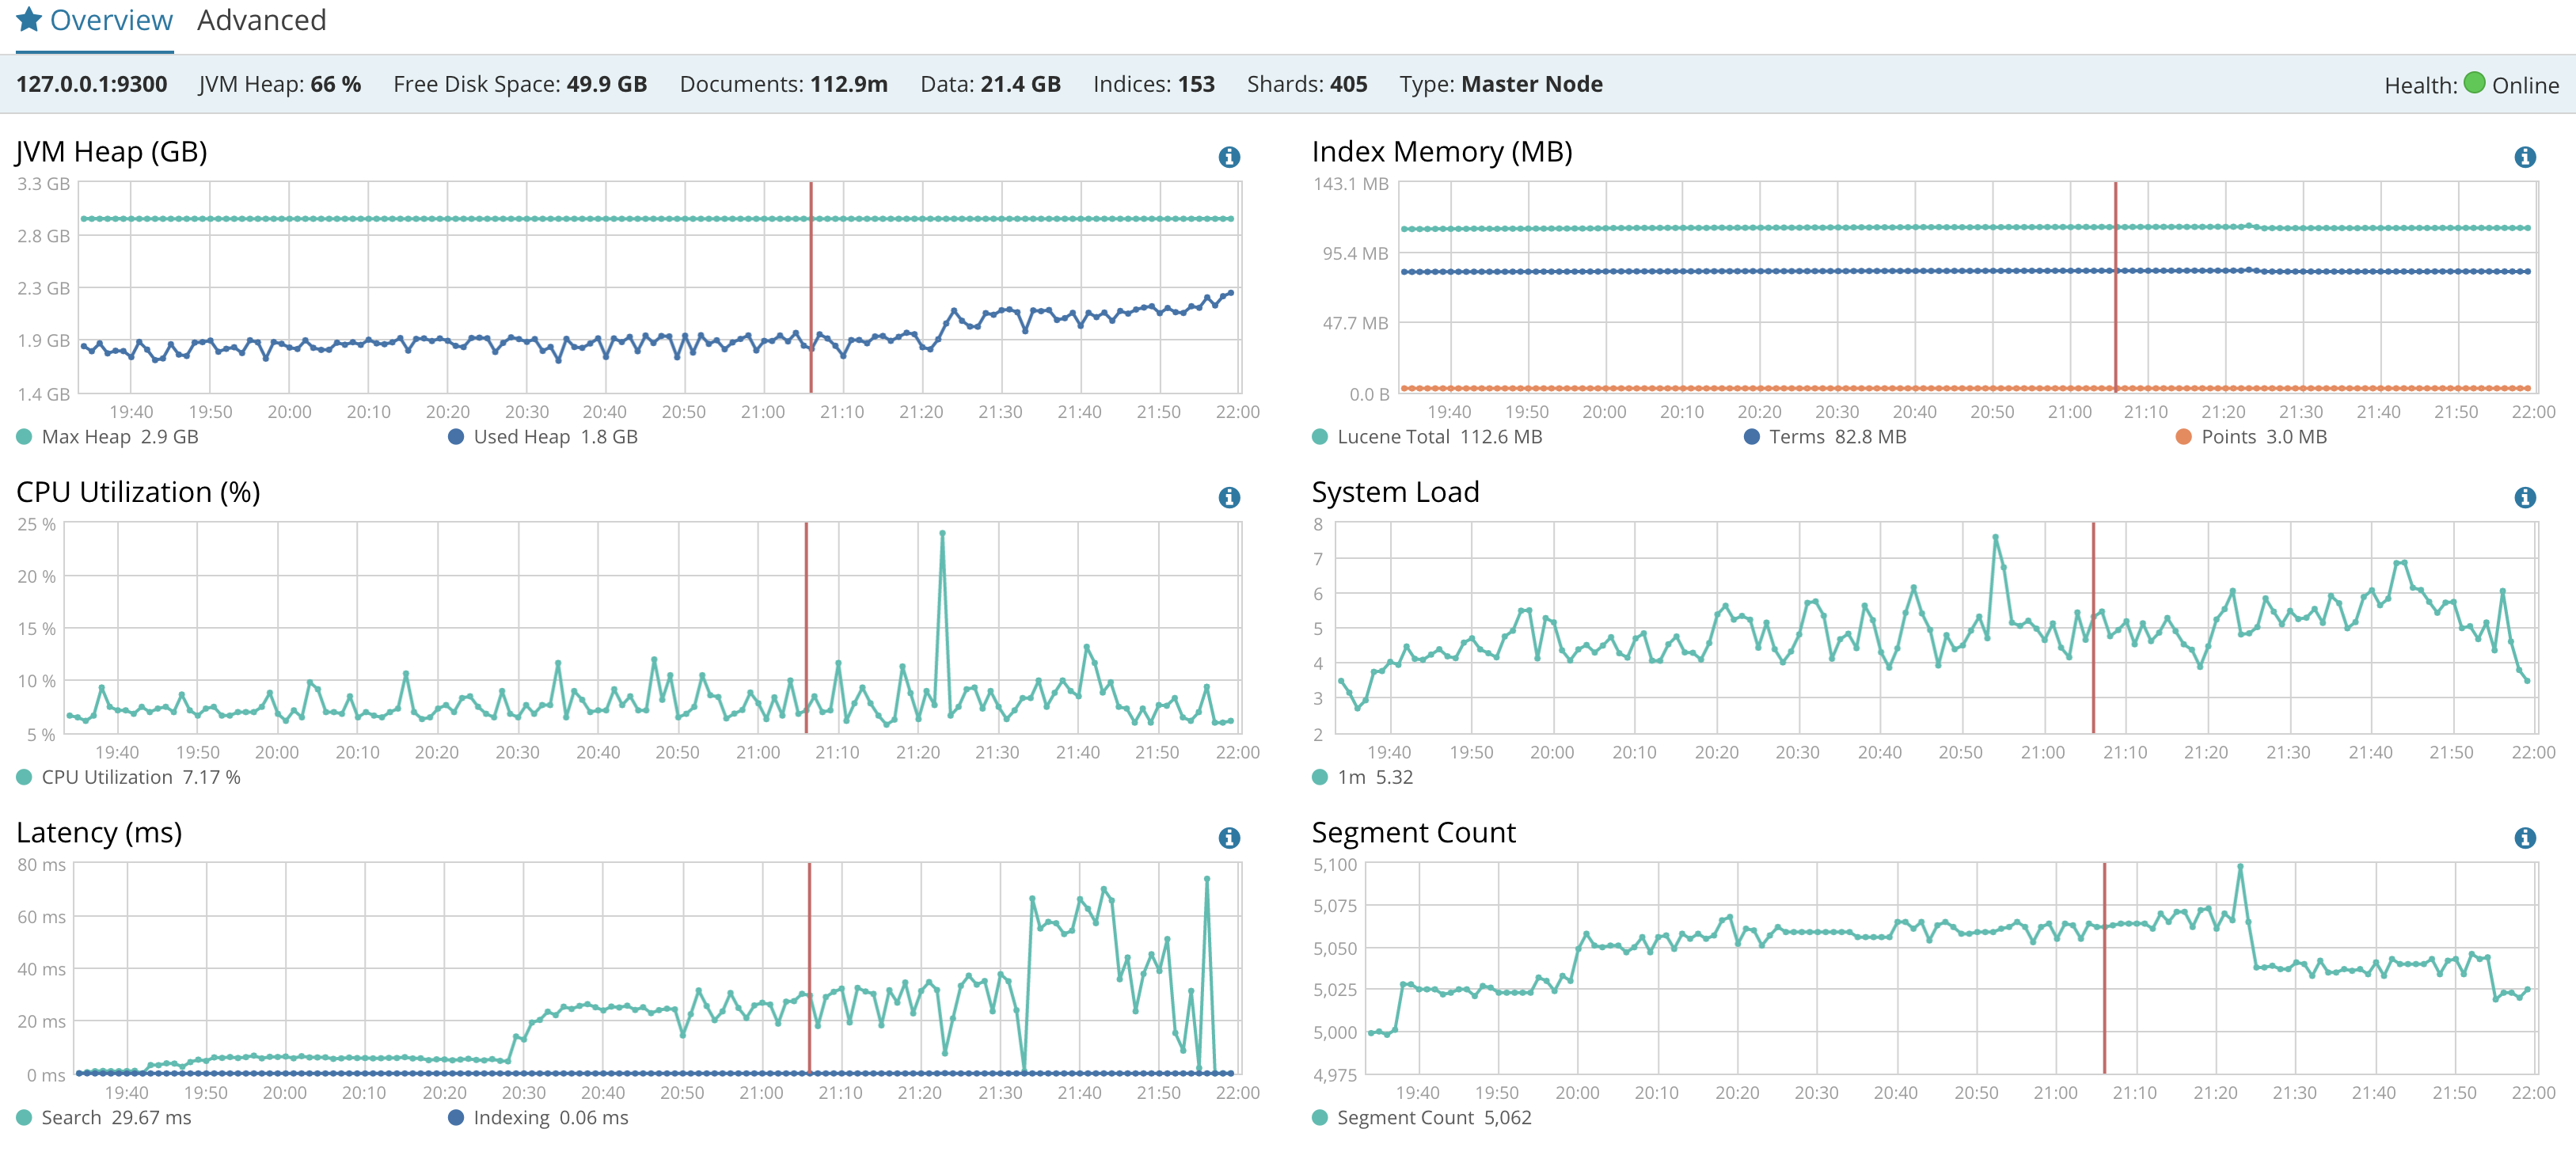 Overview Advanced
127.0.0.1:9300 JVM Heap: 66 % Free Disk Space: 49.9 GB Documents: 112.9m Data: 21.4 GB Indices: 153 Shards: 405 Type: Master Node Health: Online
JVM Heap (GB)
3.3 GB
2.8 GB
2.3 GB
1.9 GB
1.4 GB
19:40 19:50 20:00 20:10 20:20 20:30 20:40 20:50 21:00 21:10 21:20 21:30 21:40 21:50 22:00
Max Heap 2.9 GB Used Heap 1.8 GB
Index Memory (MB)
143.1 MB
95.4 MB
47.7 MB
0.0 B
19:40 19:50 20:00 20:10 20:20 20:30 20:40 20:50 21:00 21:10 21:20 21:30 21:40 21:50 22:00
Lucene Total 112.6 MB Terms 82.8 MB Points 3.0 MB
CPU Utilization (%)
25 %
20 %
15 %
10 %
5 %
19:40 19:50 20:00 20:10 20:20 20:30 20:40 20:50 21:00 21:10 21:20 21:30 21:40 21:50 22:00
CPU Utilization 7.17 %
System Load
8
7
6
5
4
3
2
19:40 19:50 20:00 20:10 20:20 20:30 20:40 20:50 21:00 21:10 21:20 21:30 21:40 21:50 22:00
1m 5.32
Latency (ms)
80 ms
60 ms
40 ms
20 ms
0 ms
19:40 19:50 20:00 20:10 20:20 20:30 20:40 20:50 21:00 21:10 21:20 21:30 21:40 21:50 22:00
Search 29.67 ms Indexing 0.06 ms
Segment Count
5,100
5,075
5,050
5,025
5,000
4,975
19:40 19:50 20:00 20:10 20:20 20:30 20:40 20:50 21:00 21:10 21:20 21:30 21:40 21:50 22:00
Segment Count 5,062